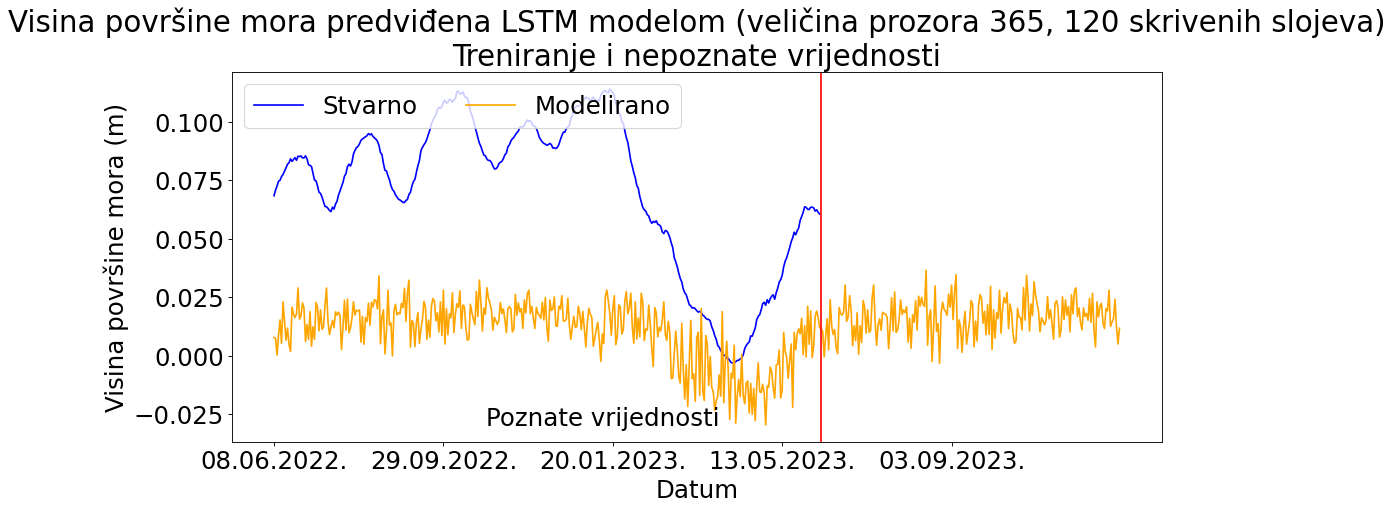 Visina površine mora predviđena LSTM modelom (veličina prozora 365, 120 skrivenih slojeva)
Treniranje i nepoznate vrijednosti
Stvarno
Modelirano
Visina površine mora (m)
0.100
0.075
0.050
0.025
0.000
−0.025
Poznate vrijednosti
08.06.2022.
29.09.2022.
20.01.2023.
13.05.2023.
03.09.2023.
Datum